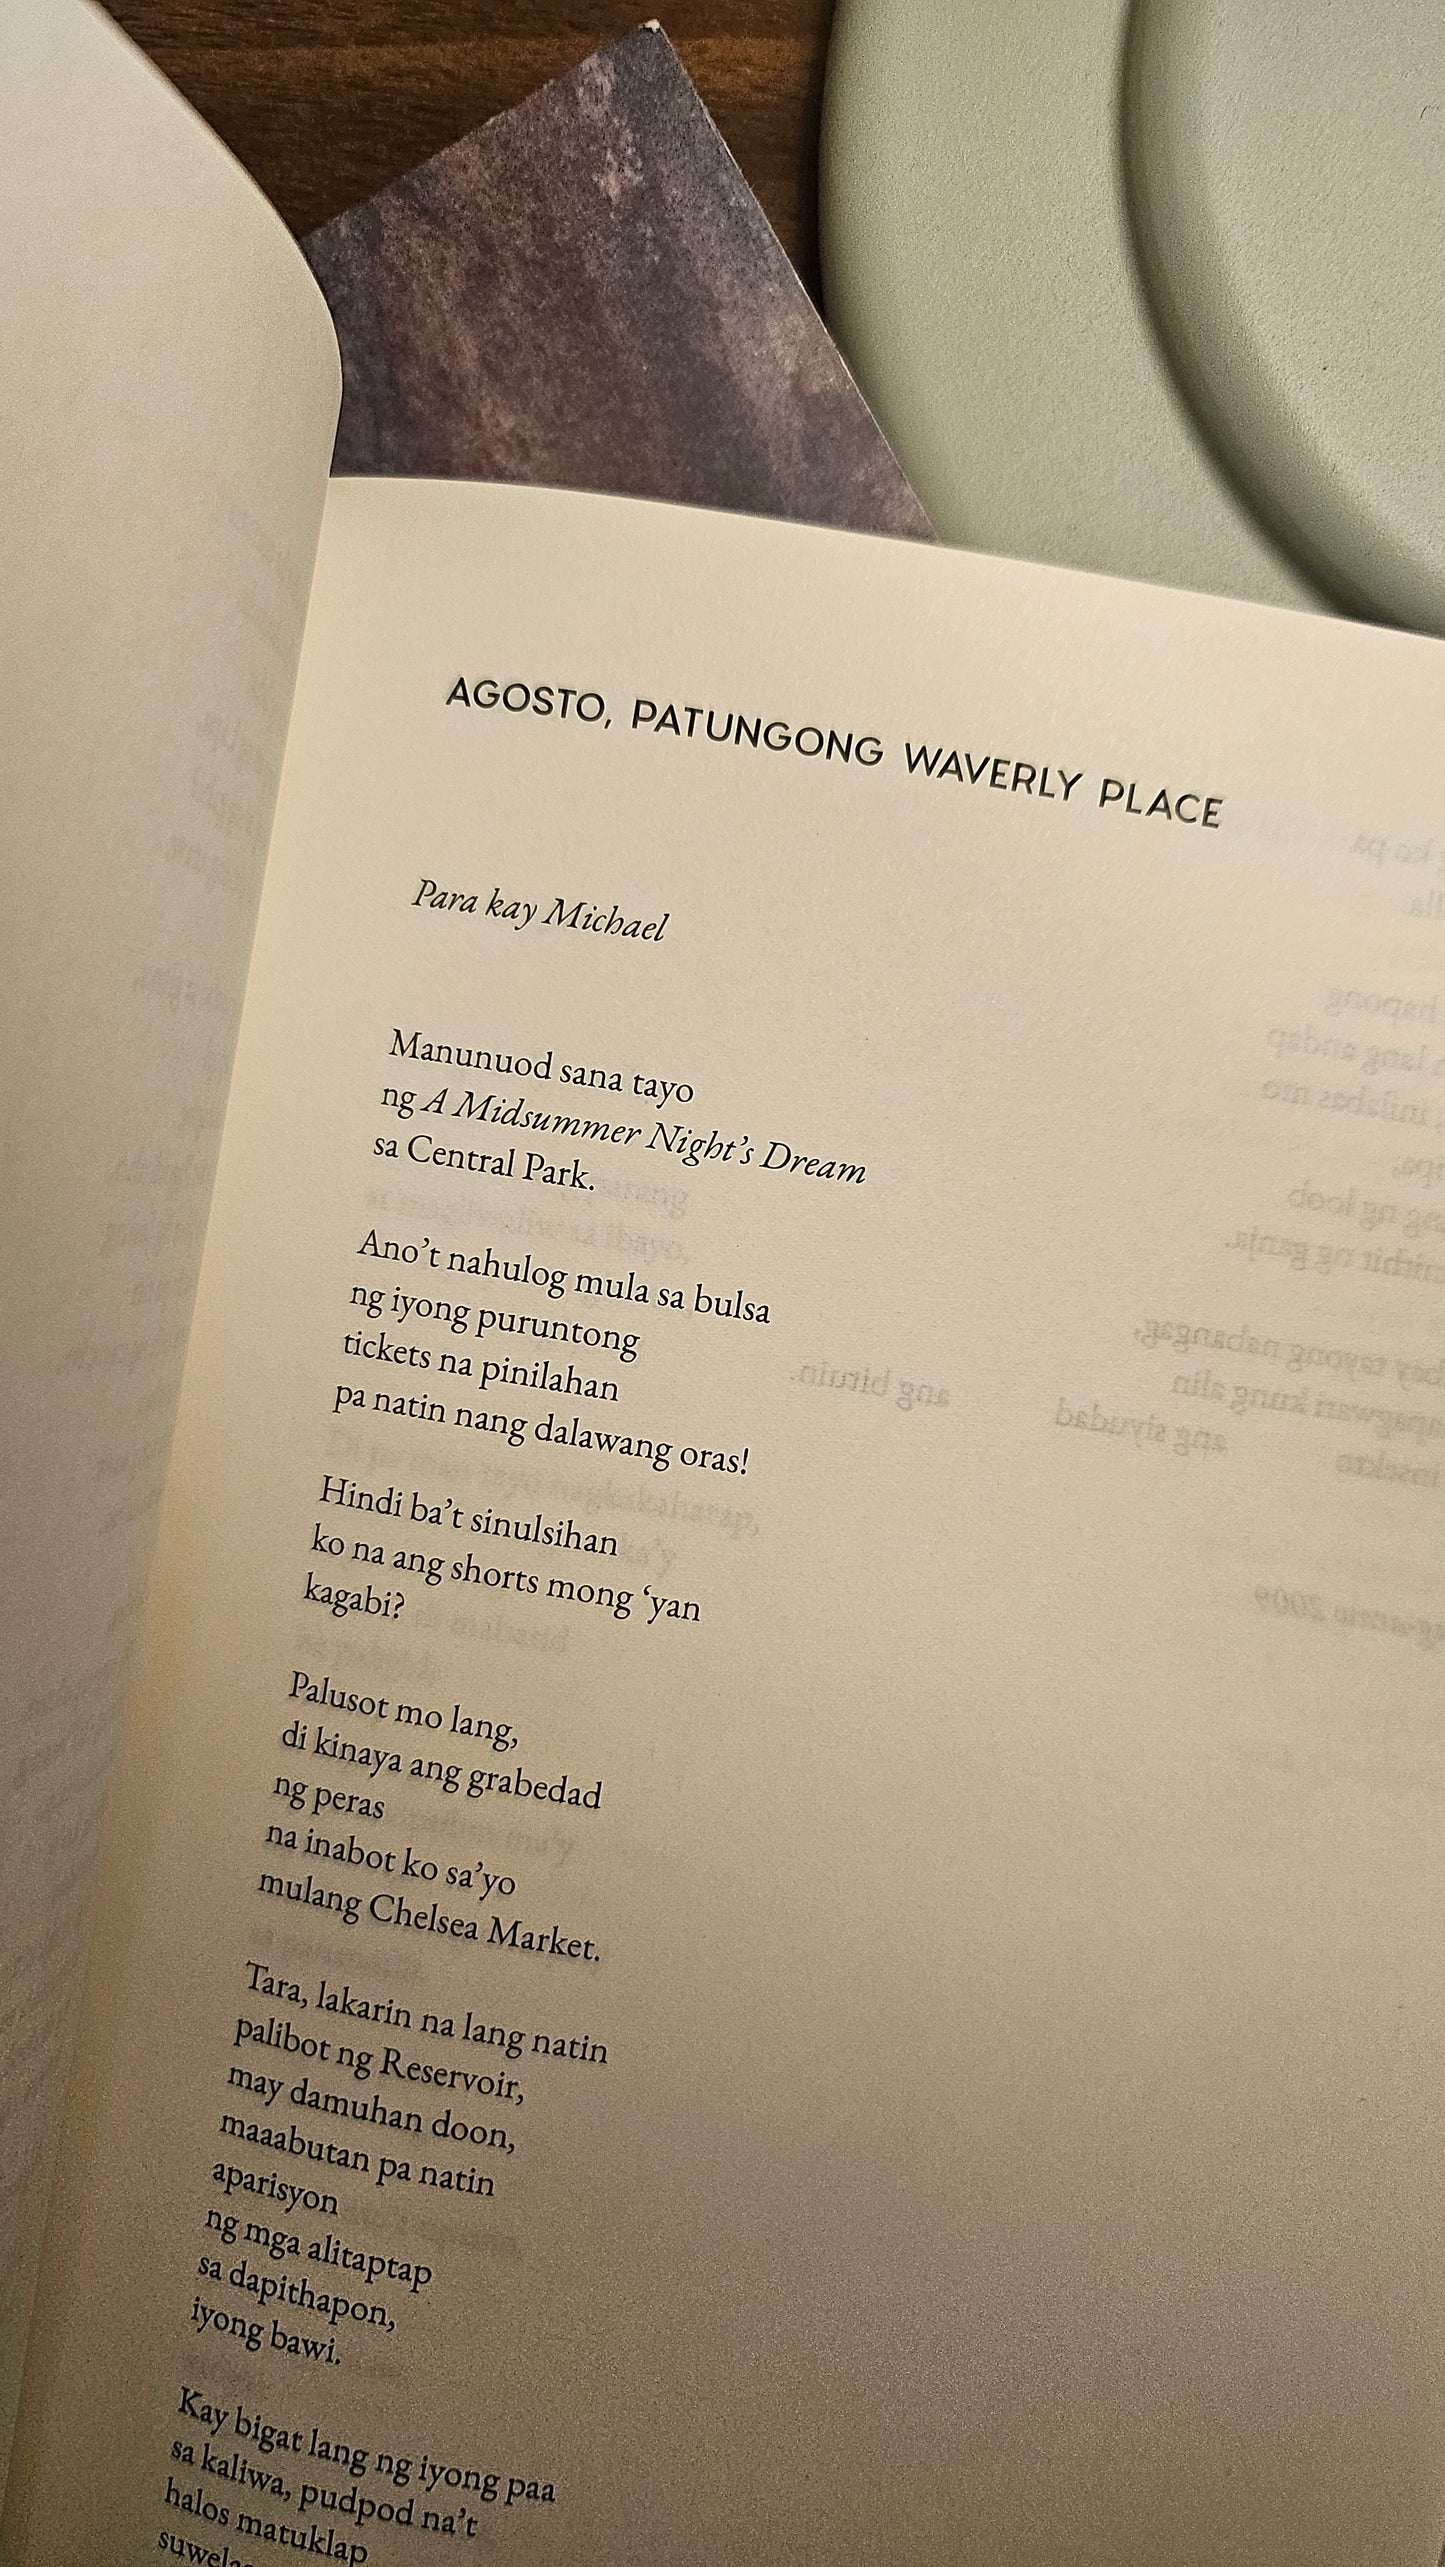 AGOSTO, PATUNGONG WAVERLY PLACE
Para kay Michael
Manunuod sana tayo
ng A Midsummer Night’s Dream
sa Central Park.
Ano’t nahulog mula sa bulsa
ng iyong puruntong
tickets na pinilahan
pa natin nang dalawang oras!
Hindi ba’t sinulsihan
ko na ang shorts mong ‘yan
kagabi?
Palusot mo lang,
di kinaya ang grabedad
ng peras
na inabot ko sa’yo
mulang Chelsea Market.
Tara, lakarin na lang natin
palibot ng Reservoir,
may damuhan doon,
maaabutan pa natin
aparisyon
ng mga alitaptap
sa dapithapon,
iyong bawi.
Kay bigat lang ng iyong paa
sa kaliwa, pudpod na’t
halos matuklap